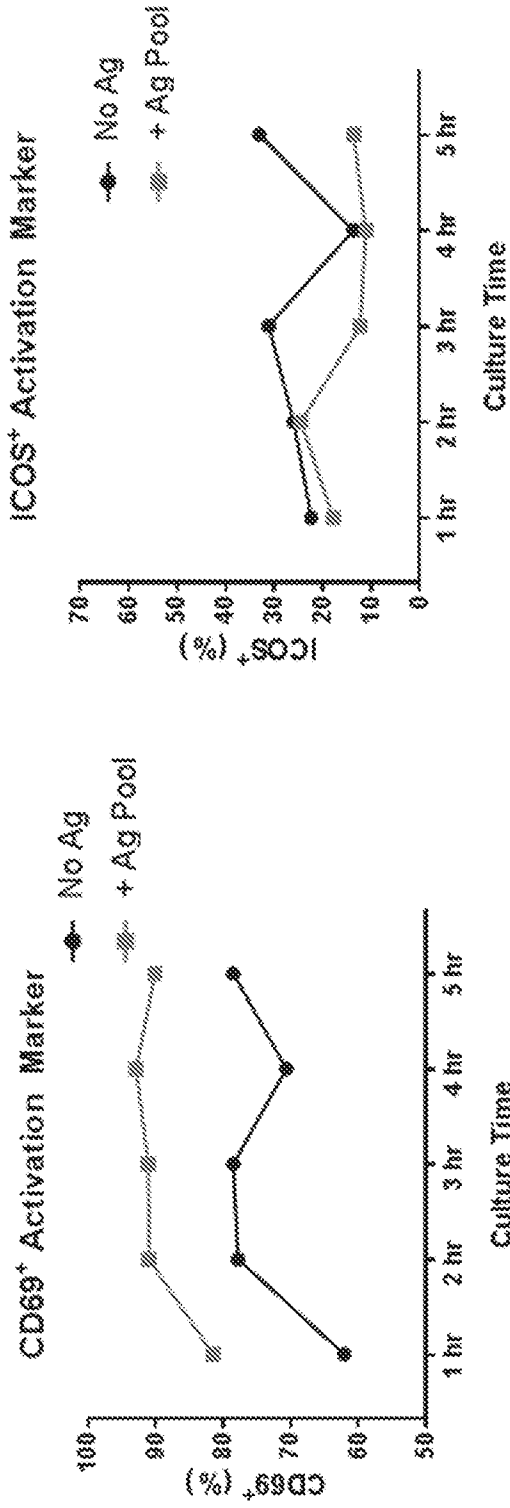 CD69⁺ Activation Marker
No Ag
+ Ag Pool
CD69⁺ (%)
100
90
80
70
60
50
1 hr
2 hr
3 hr
4 hr
5 hr
Culture Time
ICOS⁺ Activation Marker
No Ag
+ Ag Pool
ICOS⁺ (%)
70
60
50
40
30
20
10
0
1 hr
2 hr
3 hr
4 hr
5 hr
Culture Time